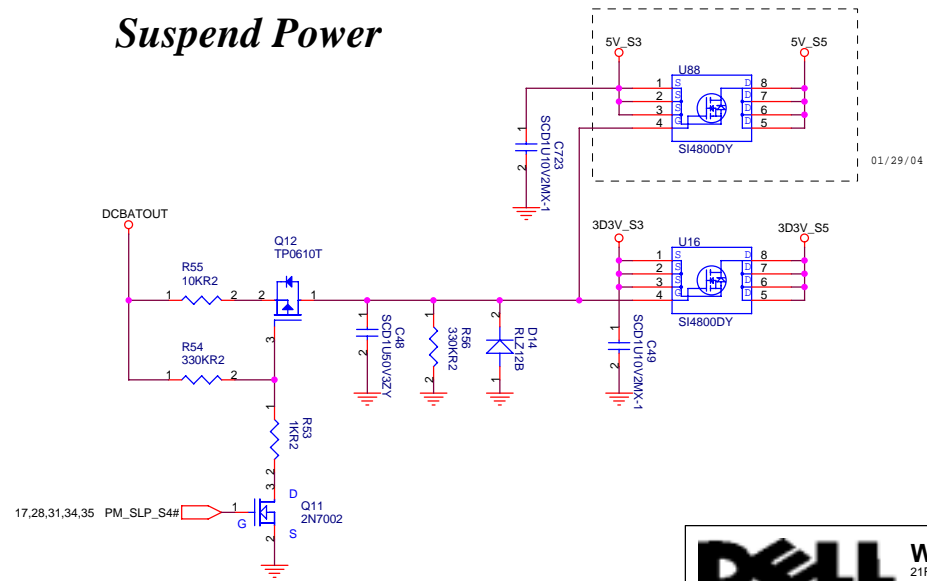 Suspend Power
5V_S3
5V_S5
U88
1 S D 8
2 S D 7
3 S D 6
4 G D 5
SI4800DY
1
2
C723
SCD1U10V2MX-1
01/29/04
DCBATOUT
Q12
TP0610T
R55
10KR2
1 2
2 1
3
R54
330KR2
1 2
1
2
C48
SCD1U50V3ZY
1
2
R56
330KR2
2
1
D14
RLZ12B
3D3V_S3
3D3V_S5
U16
1 S D 8
2 S D 7
3 S D 6
4 G D 5
SI4800DY
1
2
C49
SCD1U10V2MX-1
1
2
R53
1KR2
3 D
Q11
2N7002
17,28,31,34,35 PM_SLP_S4#
1
G
S
2
DELL
W
21F